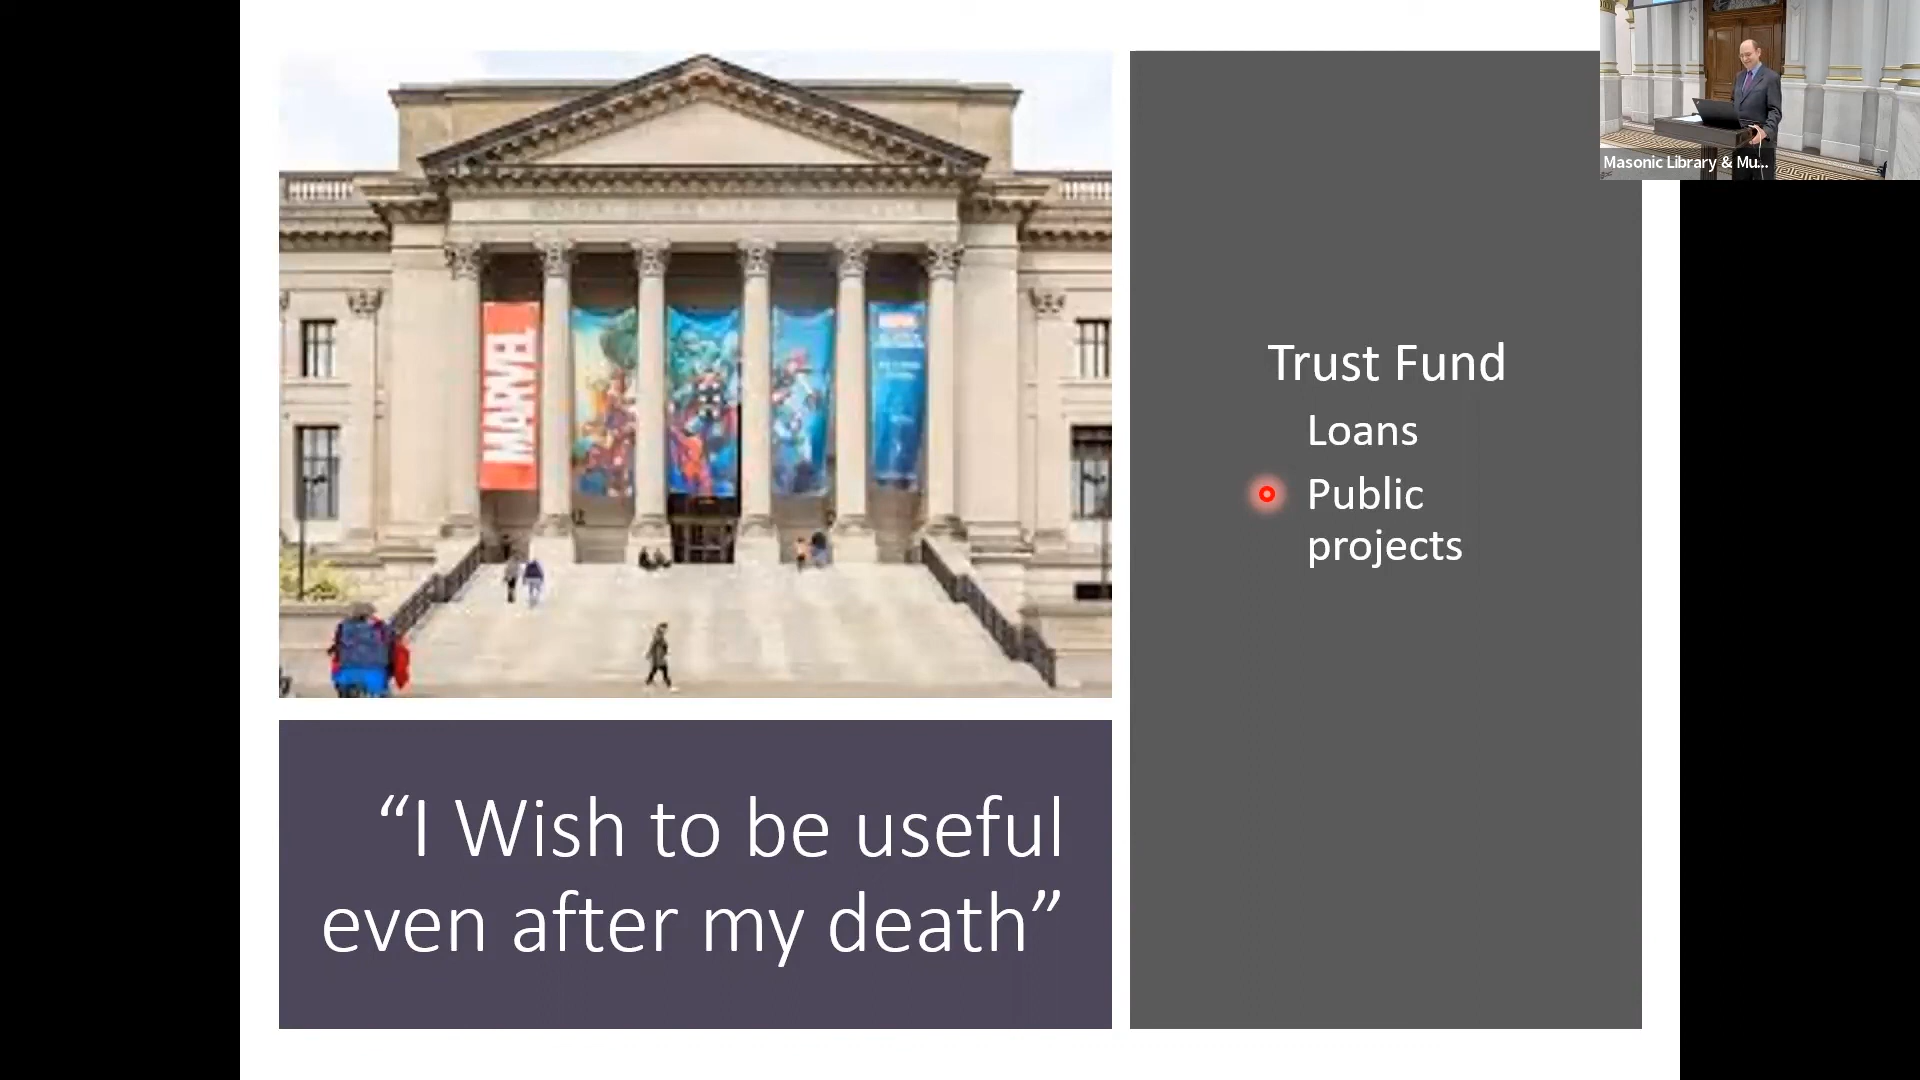 MARVEL
Trust Fund
Loans
Public
projects
“I Wish to be useful
even after my death”
Masonic Library & Mu...